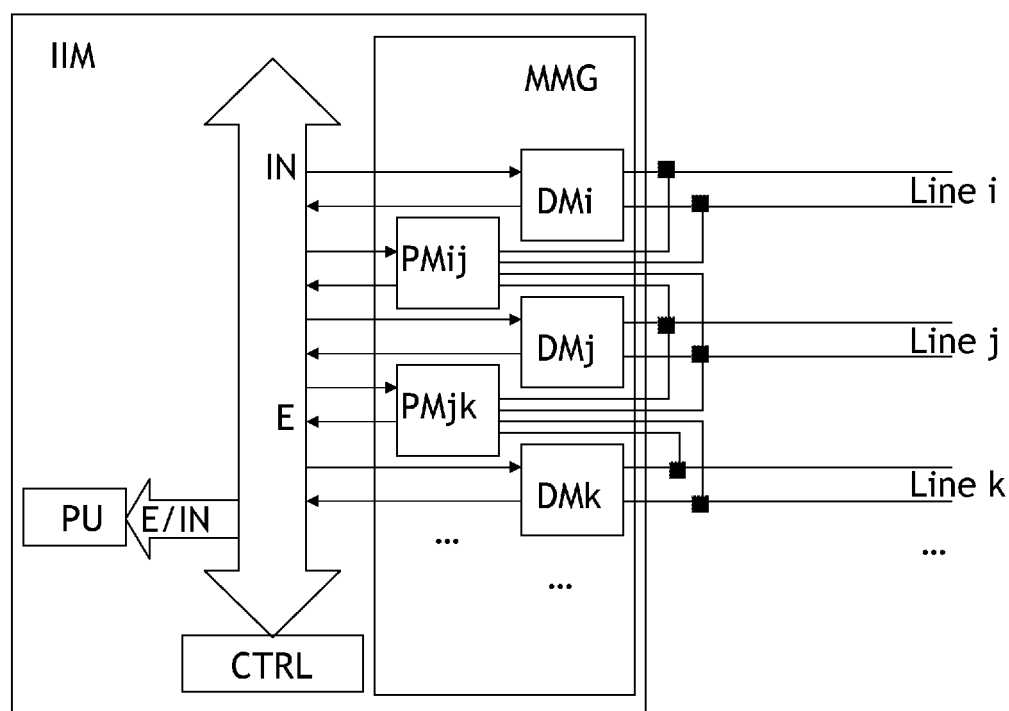 IIM
MMG
IN
DMi
Line i
PMij
DMj
Line j
PMjk
E
DMk
Line k
PU
E/IN
...
...
...
CTRL